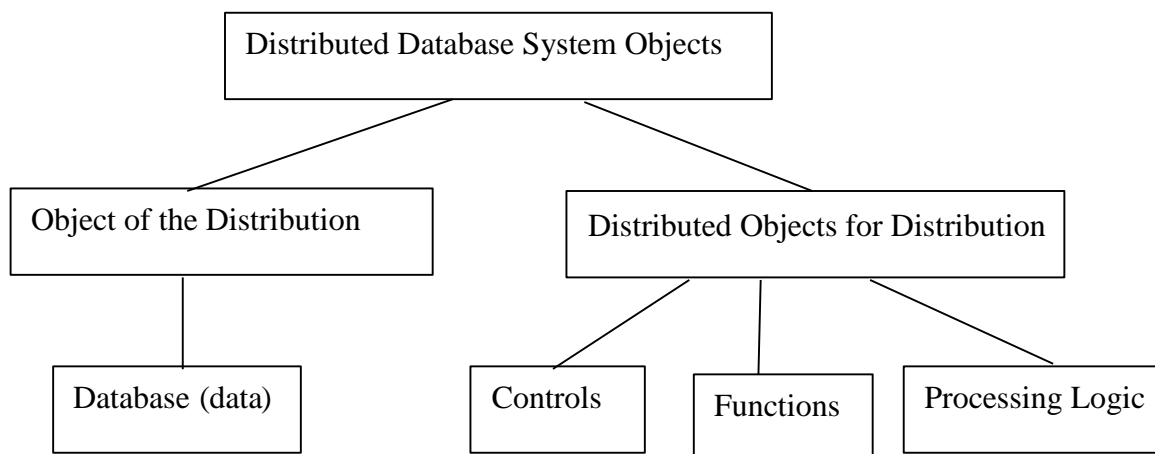 Distributed Database System Objects
Object of the Distribution
Distributed Objects for Distribution
Database (data)
Controls
Functions
Processing Logic